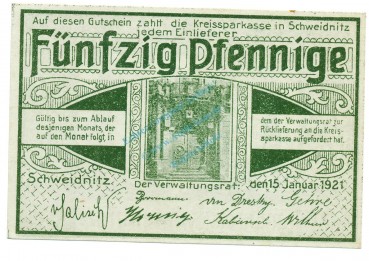 Auf diesen Gutschein zahlt die Kreissparkasse in Schweidnitz
jedem Einlieferer
Fünfzig Pfennige
Gültig bis zum Ablauf
desjenigen Monats, der
auf den Monat folgt, in
dem der Verwaltungsrat zur
Rücklieferung an die Kreis-
sparkasse aufgefordert hat.
Schweidnitz.
Der Verwaltungsrat:
den 15. Januar 1921